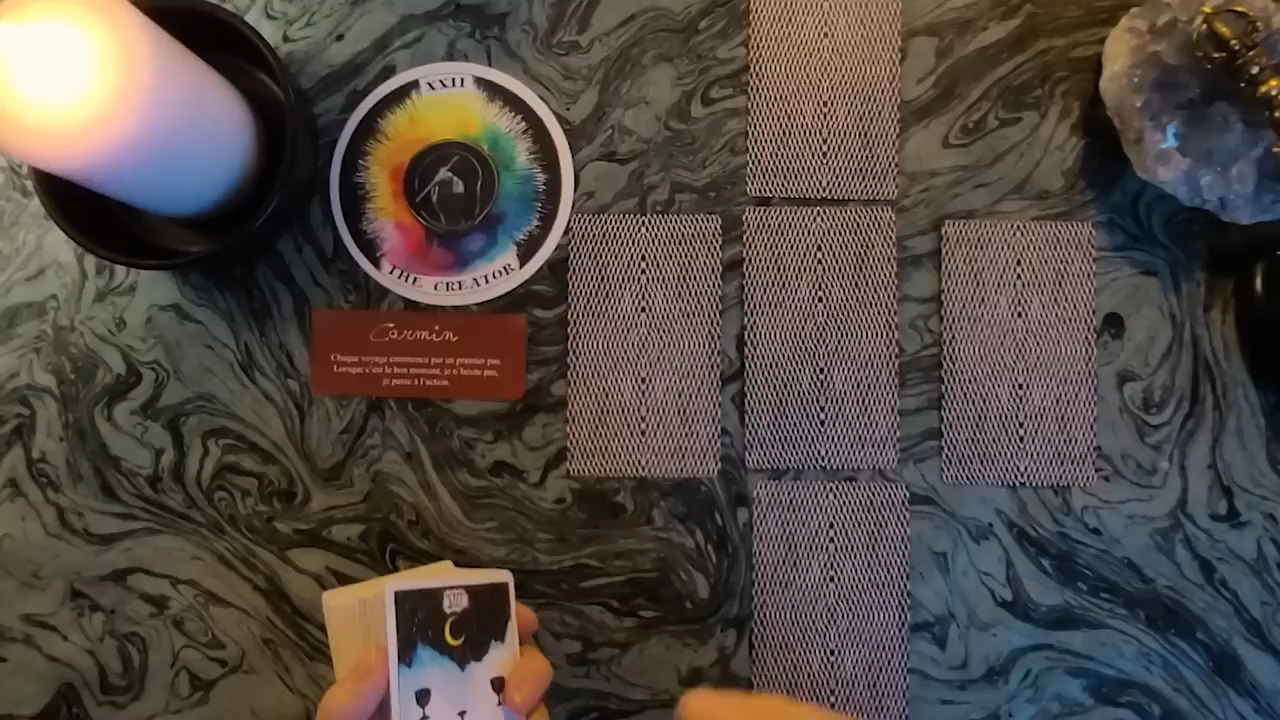 XXII
THE CREATOR
Carmin
Chaque voyage commence par un premier pas.
Lorsque c'est le bon moment, je n'hésite pas,
je passe à l'action.